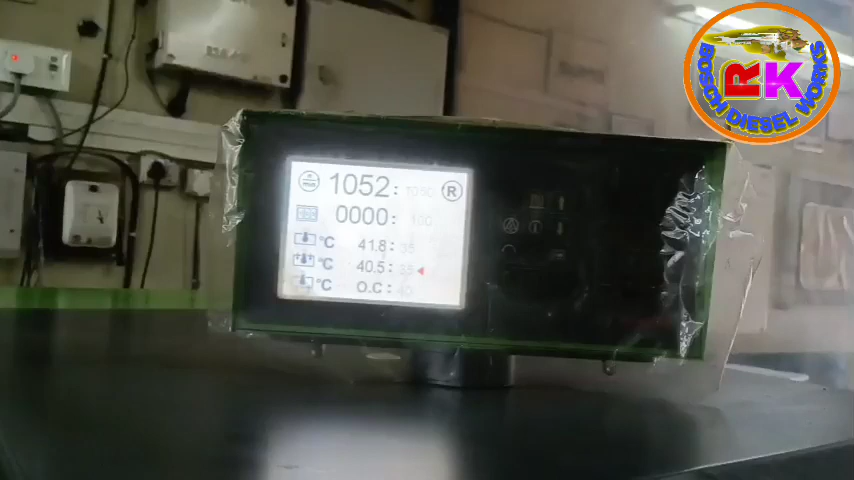 1052: 1050 R
0000: 100
°C 41.8: 35
°C 40.5: 35
°C O.C: 40
RK
BOSCH DIESEL WORKS